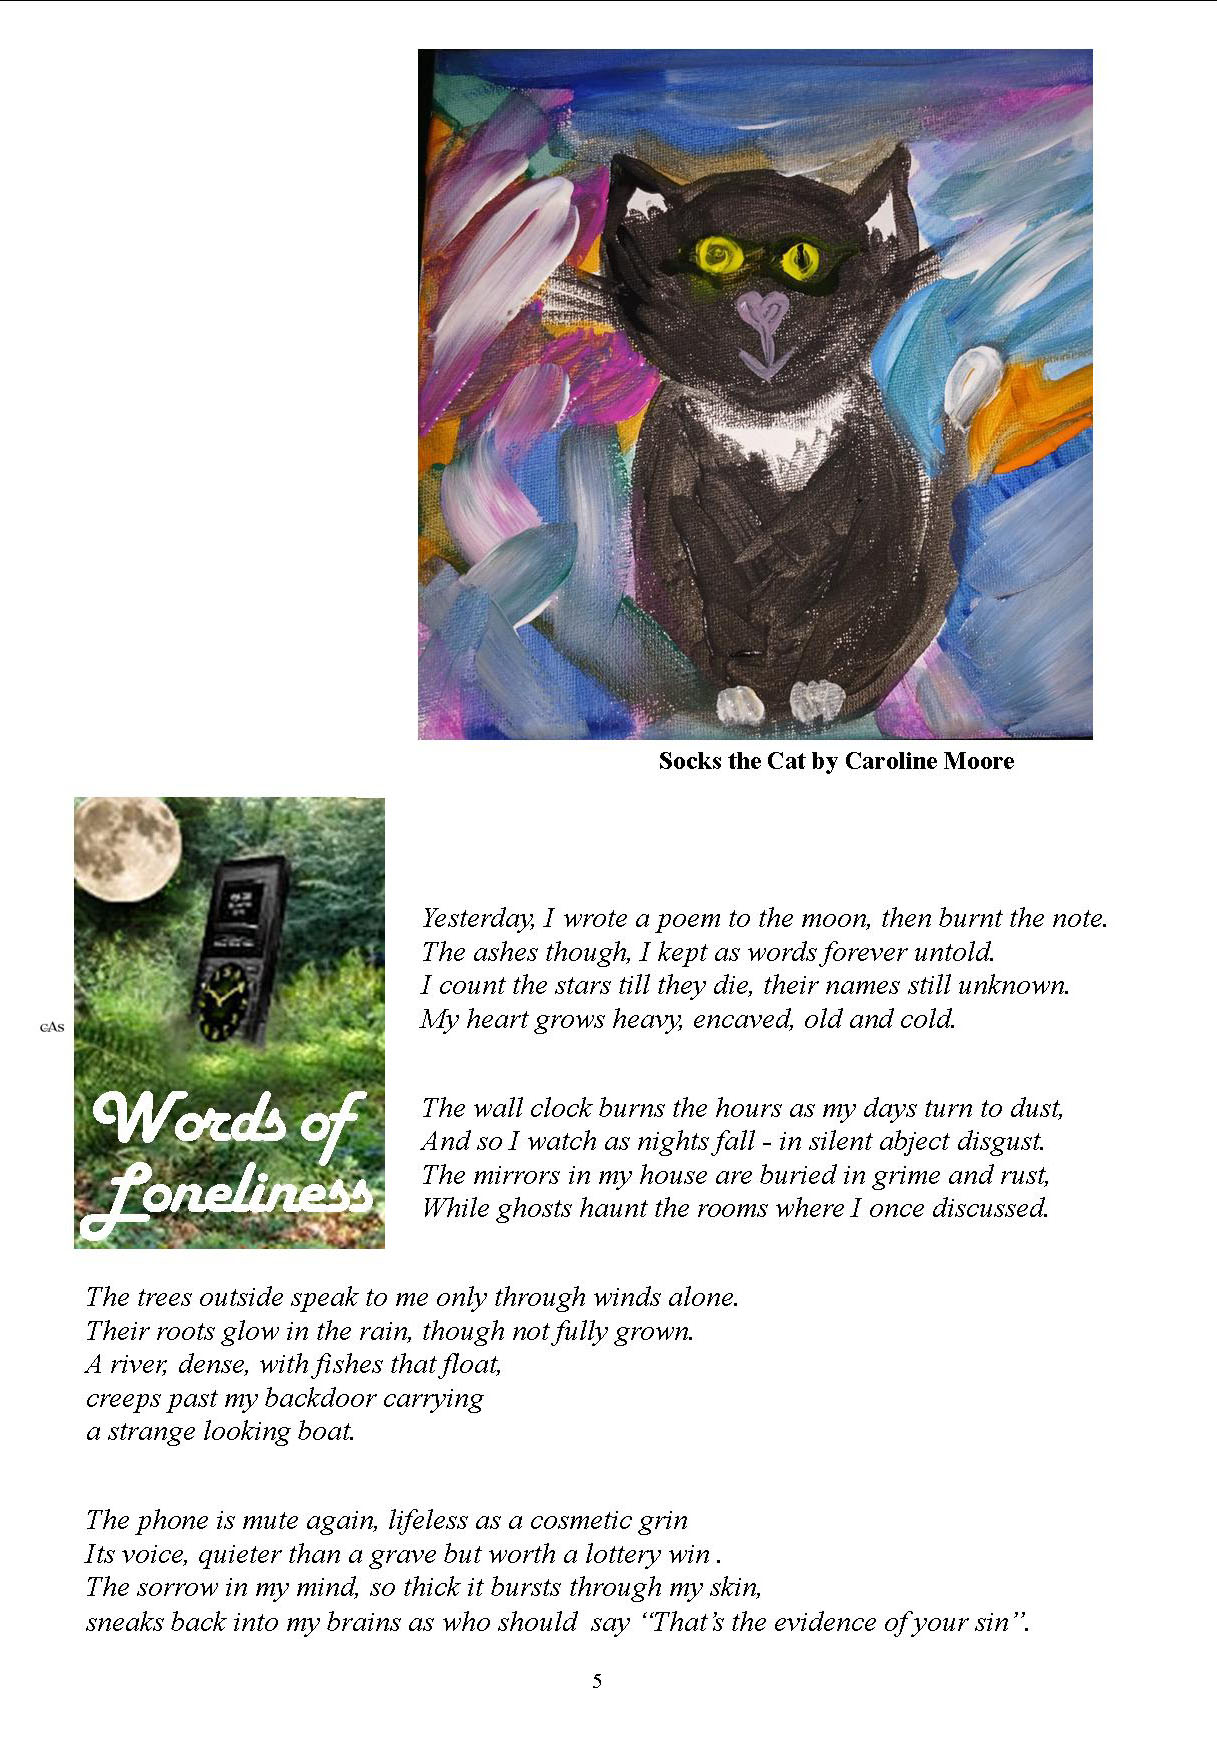 Socks the Cat by Caroline Moore
cAs
Words of
Loneliness
Yesterday, I wrote a poem to the moon, then burnt the note.
The ashes though, I kept as words forever untold.
I count the stars till they die, their names still unknown.
My heart grows heavy, encaved, old and cold.
The wall clock burns the hours as my days turn to dust,
And so I watch as nights fall - in silent abject disgust.
The mirrors in my house are buried in grime and rust,
While ghosts haunt the rooms where I once discussed.
The trees outside speak to me only through winds alone.
Their roots glow in the rain, though not fully grown.
A river, dense, with fishes that float,
creeps past my backdoor carrying
a strange looking boat.
The phone is mute again, lifeless as a cosmetic grin
Its voice, quieter than a grave but worth a lottery win .
The sorrow in my mind, so thick it bursts through my skin,
sneaks back into my brains as who should  say “That’s the evidence of your sin”.
5